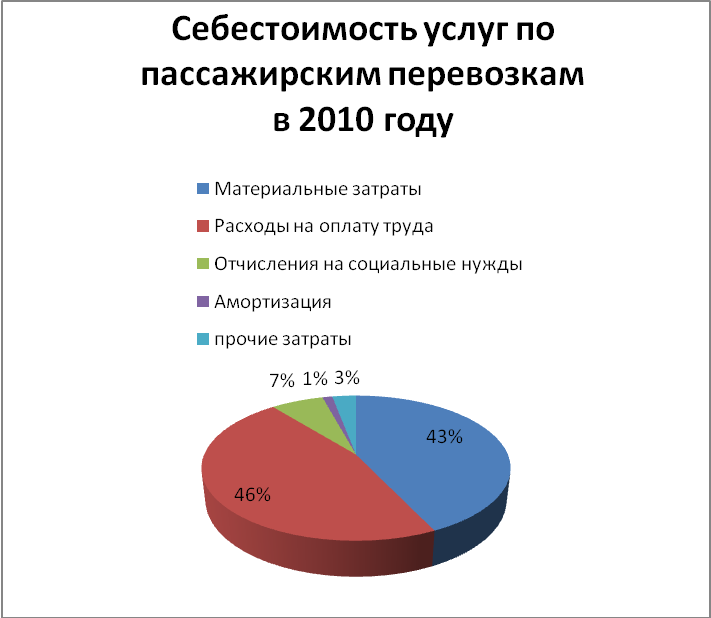 Себестоимость услуг по
пассажирским перевозкам
в 2010 году
Материальные затраты
Расходы на оплату труда
Отчисления на социальные нужды
Амортизация
прочие затраты
7% 1% 3%
43%
46%